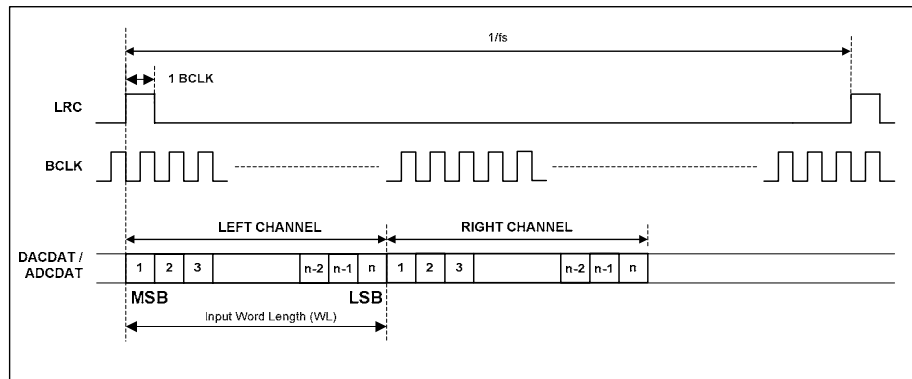 1/fs
1 BCLK
LRC
BCLK
LEFT CHANNEL RIGHT CHANNEL
DACDAT /
ADCDAT
1 2 3 n-2 n-1 n 1 2 3 n-2 n-1 n
MSB LSB
Input Word Length (WL)